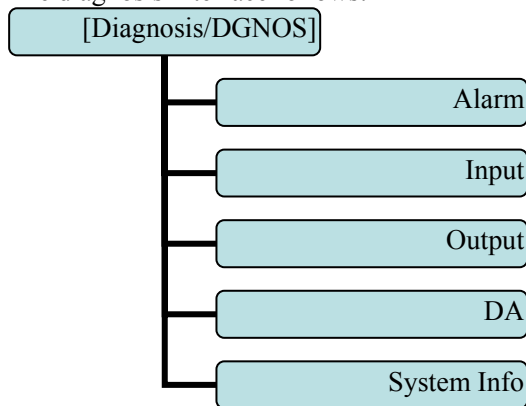 [Diagnosis/DGNOS]
Alarm
Input
Output
DA
System Info